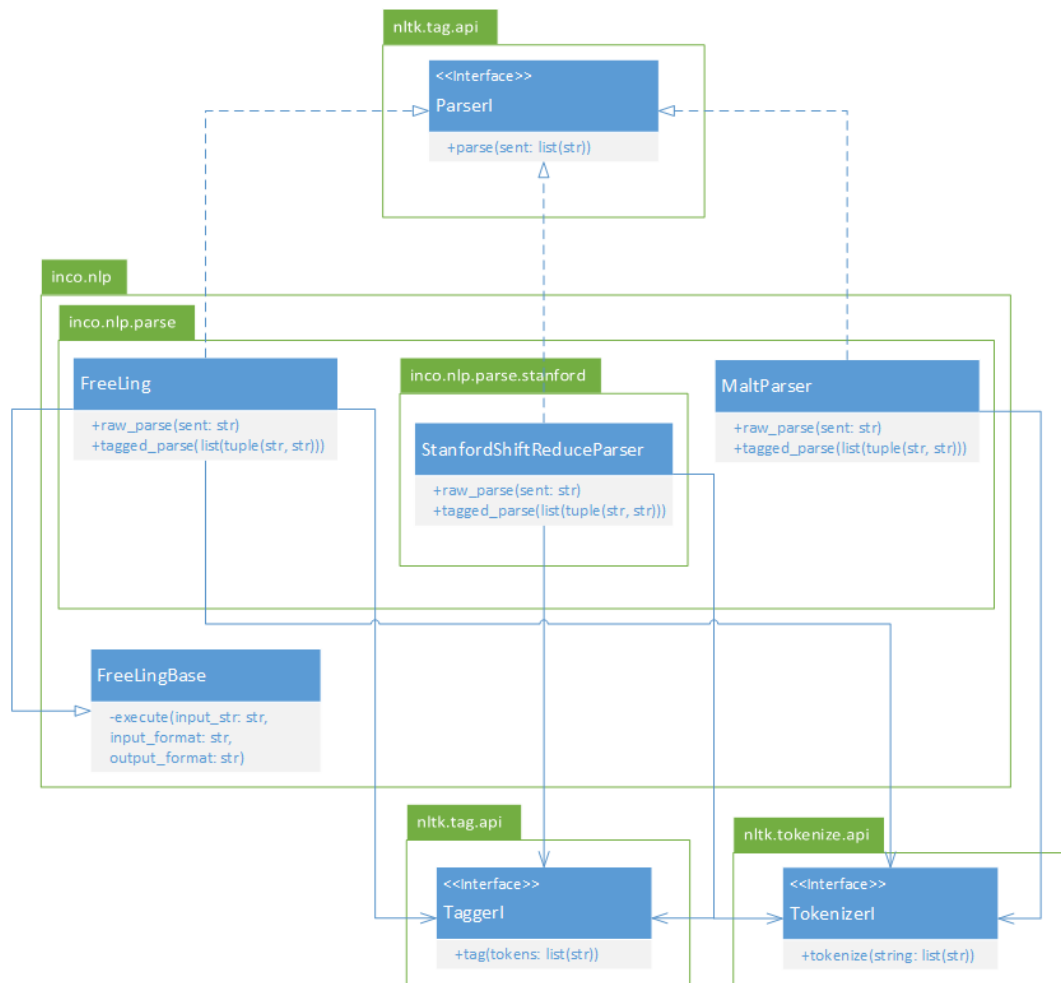 nltk.tag.api
<<Interface>>
ParserI
+parse(sent: list(str))
inco.nlp
inco.nlp.parse
FreeLing
+raw_parse(sent: str)
+tagged_parse(list(tuple(str, str)))
inco.nlp.parse.stanford
StanfordShiftReduceParser
+raw_parse(sent: str)
+tagged_parse(list(tuple(str, str)))
MaltParser
+raw_parse(sent: str)
+tagged_parse(list(tuple(str, str)))
FreeLingBase
-execute(input_str: str,
input_format: str,
output_format: str)
nltk.tag.api
<<Interface>>
TaggerI
+tag(tokens: list(str))
nltk.tokenize.api
<<Interface>>
TokenizerI
+tokenize(string: list(str))